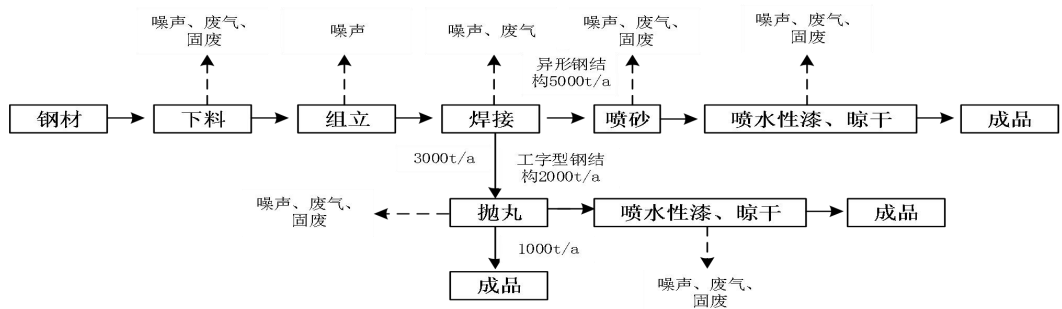 噪声、废气、
固废
噪声
噪声、废气
噪声、废气、
固废
噪声、废气、
固废
异形钢结
构5000t/a
钢材
下料
组立
焊接
喷砂
喷水性漆、晾干
成品
3000t/a
工字型钢结
构2000t/a
噪声、废气、
固废
抛丸
喷水性漆、晾干
成品
1000t/a
成品
噪声、废气、
固废